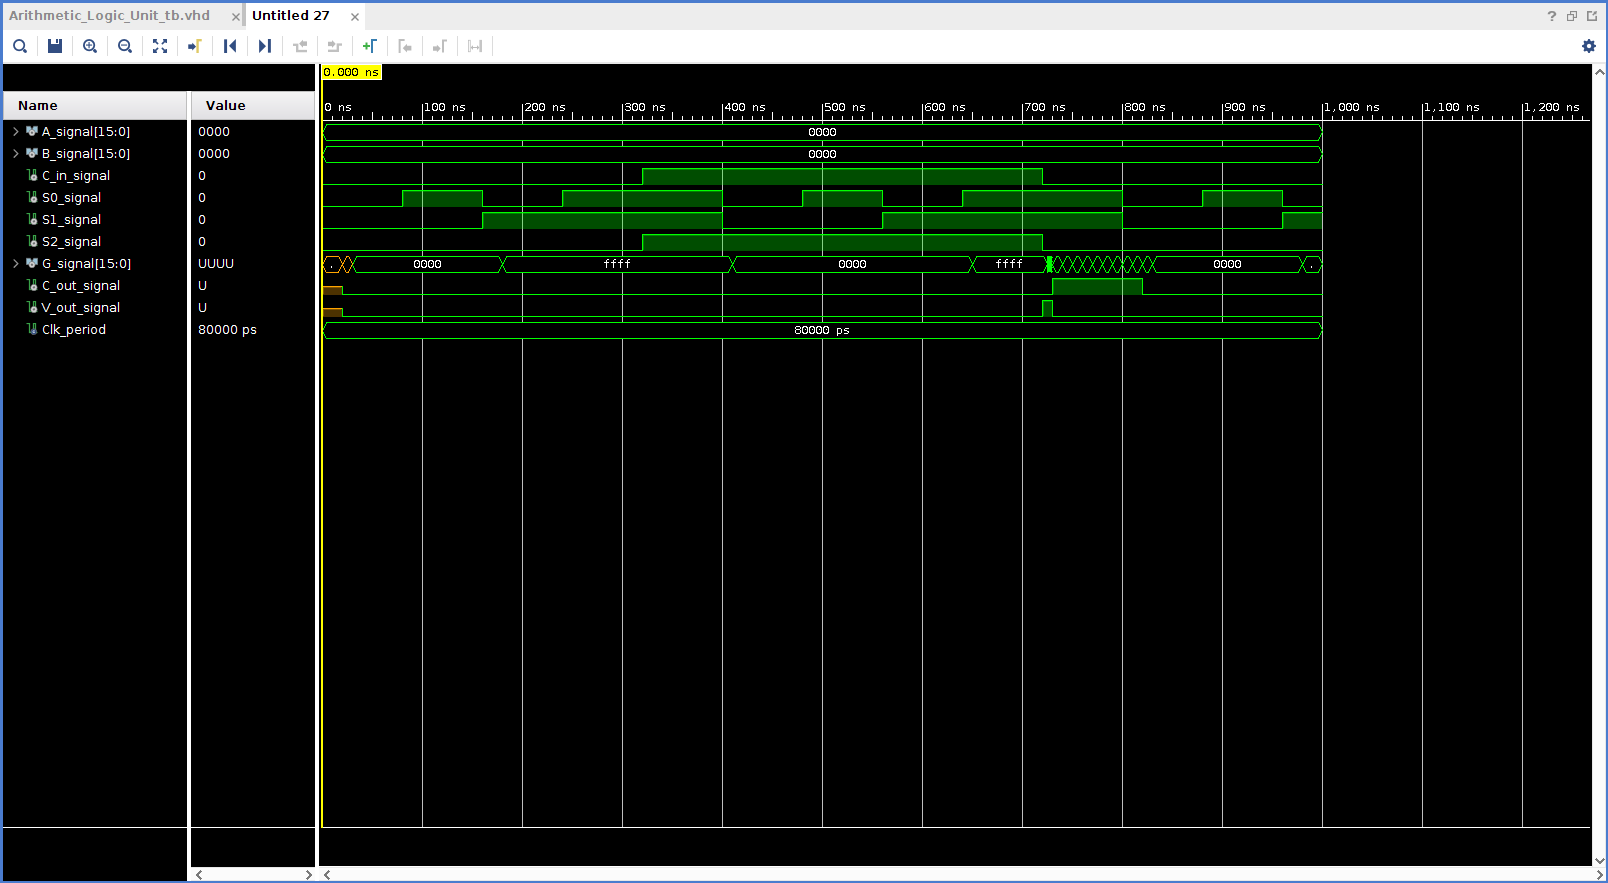 Arithmetic_Logic_Unit_tb.vhd × Untitled 27 ×
0.000 ns
Name Value
0 ns 100 ns 200 ns 300 ns 400 ns 500 ns 600 ns 700 ns 800 ns 900 ns 1,000 ns 1,100 ns 1,200 ns
A_signal[15:0] 0000 0000
B_signal[15:0] 0000 0000
C_in_signal 0
S0_signal 0
S1_signal 0
S2_signal 0
G_signal[15:0] UUUU . 0000 ffff 0000 ffff 0000 .
C_out_signal U
V_out_signal U
Clk_period 80000 ps 80000 ps